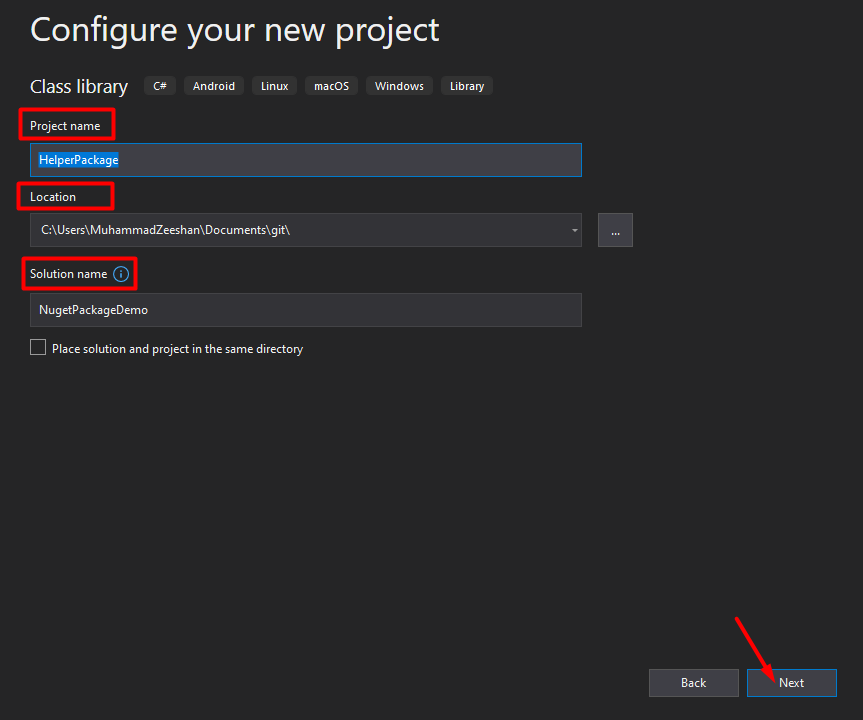 Configure your new project
Class library C# Android Linux macOS Windows Library
Project name
HelperPackage
Location
C:\Users\MuhammadZeeshan\Documents\git\
...
Solution name
NugetPackageDemo
Place solution and project in the same directory
Back Next